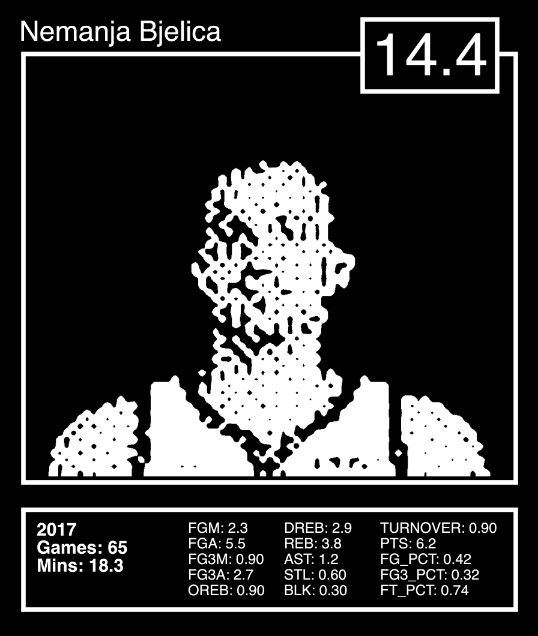 Nemanja Bjelica
14.4
2017
Games: 65
Mins: 18.3
FGM: 2.3
FGA: 5.5
FG3M: 0.90
FG3A: 2.7
OREB: 0.90
DREB: 2.9
REB: 3.8
AST: 1.2
STL: 0.60
BLK: 0.30
TURNOVER: 0.90
PTS: 6.2
FG_PCT: 0.42
FG3_PCT: 0.32
FT_PCT: 0.74